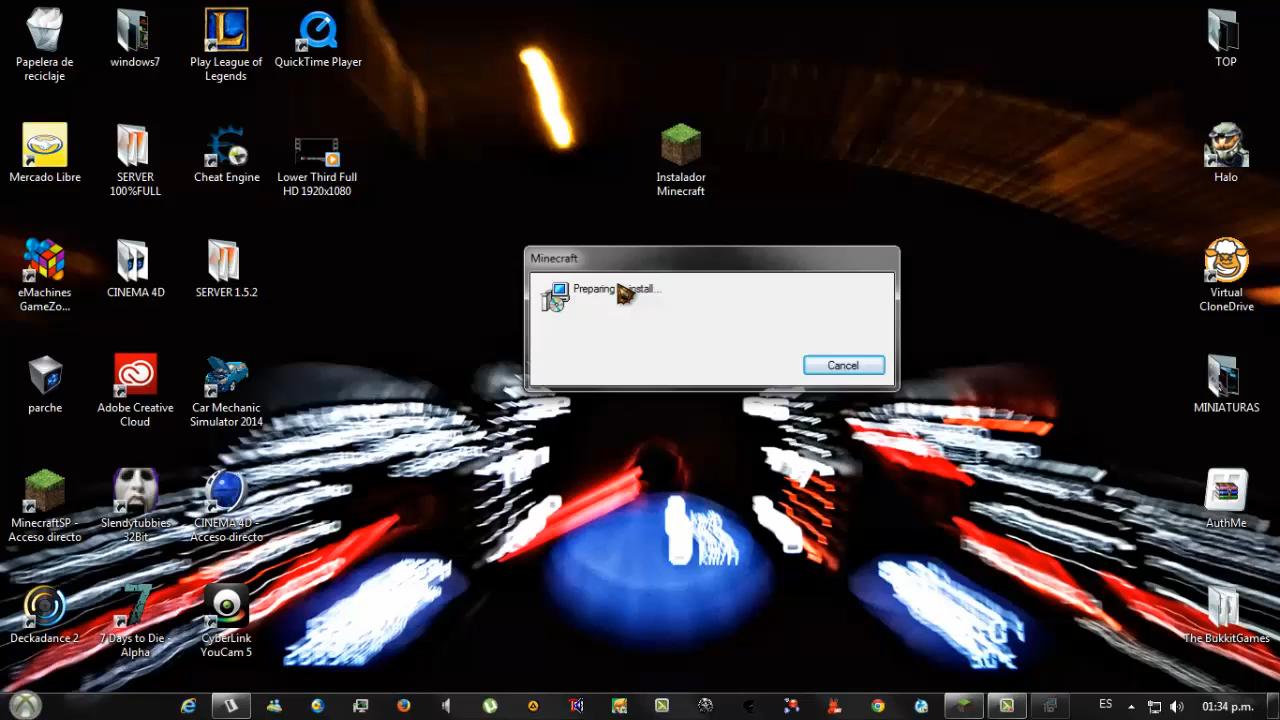 Papelera de
reciclaje
windows7
Play League of
Legends
QuickTime Player
TOP
Mercado Libre
SERVER
100%FULL
Cheat Engine
Lower Third Full
HD 1920x1080
Instalador
Minecraft
Halo
eMachines
GameZo...
CINEMA 4D
SERVER 1.5.2
Minecraft
Preparing install...
Cancel
Virtual
CloneDrive
parche
Adobe Creative
Cloud
Car Mechanic
Simulator 2014
MINIATURAS
MinecraftSP -
Acceso directo
Slendytubbies
32Bit
CINEMA 4D -
Acceso directo
AuthMe
Deckadance 2
7 Days to Die -
Alpha
CyberLink
YouCam 5
The BukkitGames
ES
01:34 p.m.